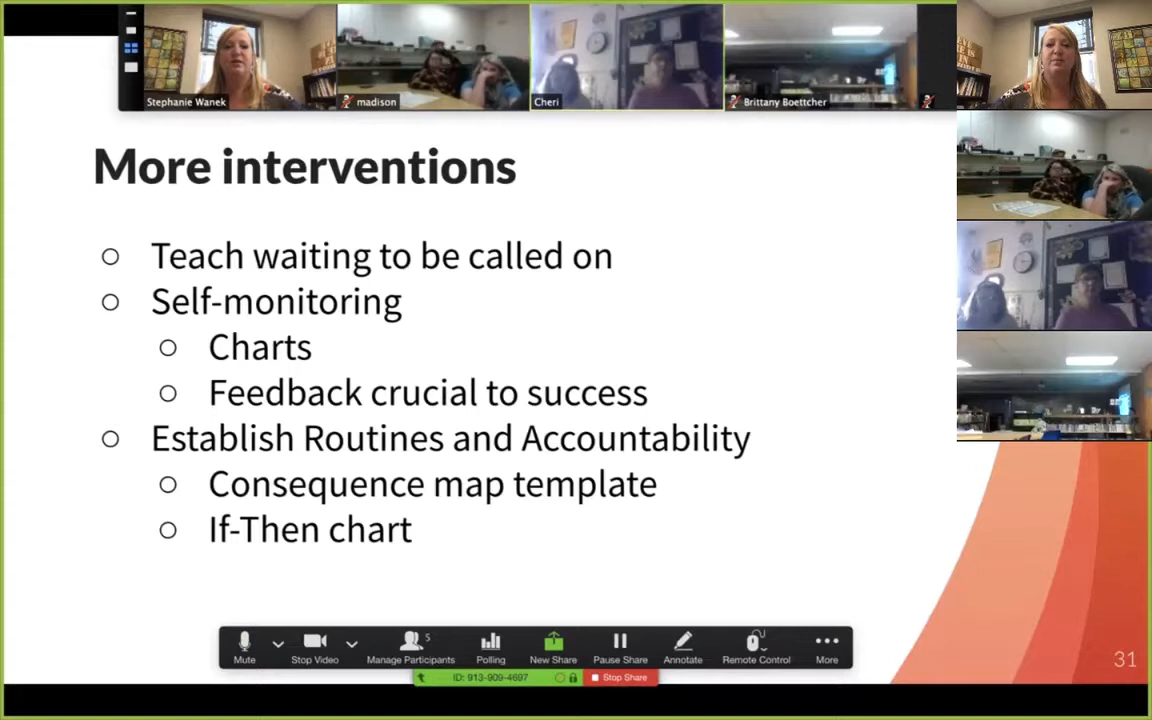 Stephanie Wanek
madison
Cheri
Brittany Boettcher
More interventions
Teach waiting to be called on
Self-monitoring
Charts
Feedback crucial to success
Establish Routines and Accountability
Consequence map template
If-Then chart
Mute
Stop Video
Manage Participants
5
Polling
New Share
Pause Share
Annotate
Remote Control
More
ID: 913-909-4697
Stop Share
31